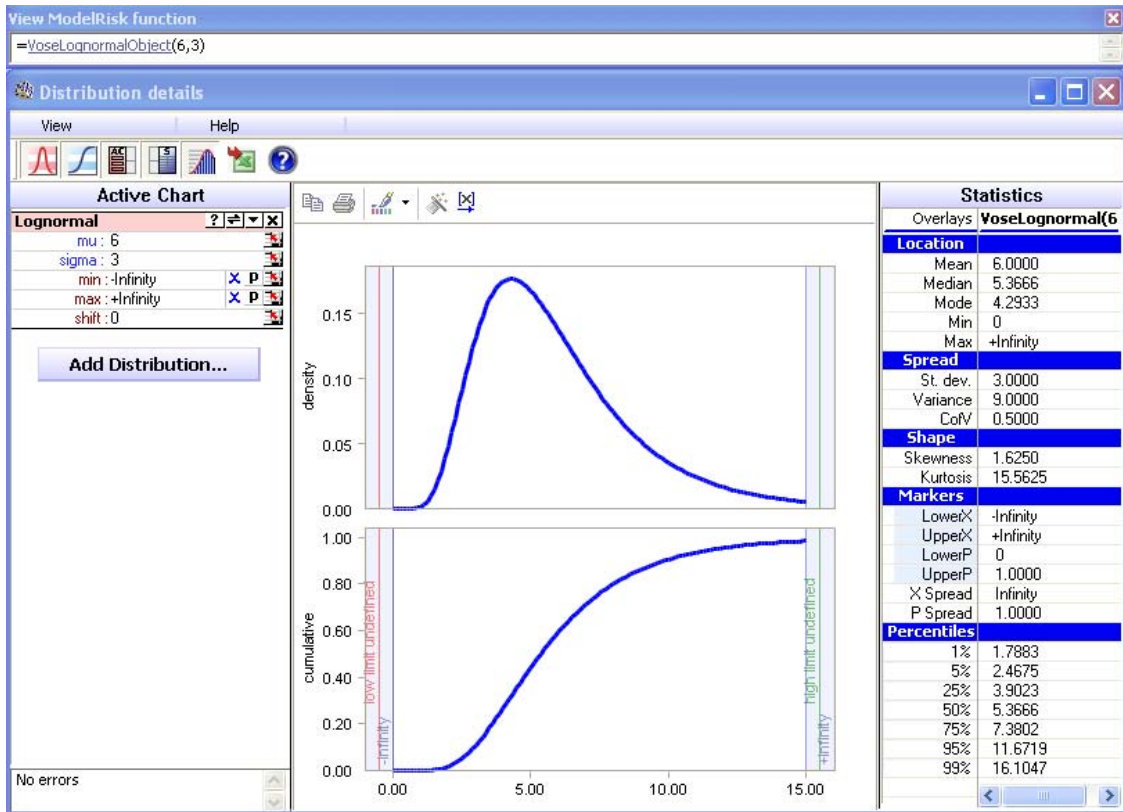 View ModelRisk function
=VoseLognormalObject(6,3)
Distribution details
View Help
AC S
Active Chart
Lognormal ?
mu : 6
sigma : 3
min : -Infinity X P
max : +Infinity X P
shift : 0
Add Distribution...
No errors
[X]
density
0.15
0.10
0.05
0.00
cumulative
1.00
0.80
0.60
0.40
0.20
0.00
low limit undefined
-Infinity
high limit undefined
+Infinity
0.00 5.00 10.00 15.00
Statistics
Overlays VoseLognormal(6
Location
Mean 6.0000
Median 5.3666
Mode 4.2933
Min 0
Max +Infinity
Spread
St. dev. 3.0000
Variance 9.0000
CofV 0.5000
Shape
Skewness 1.6250
Kurtosis 15.5625
Markers
LowerX -Infinity
UpperX +Infinity
LowerP 0
UpperP 1.0000
X Spread Infinity
P Spread 1.0000
Percentiles
1% 1.7883
5% 2.4675
25% 3.9023
50% 5.3666
75% 7.3802
95% 11.6719
99% 16.1047